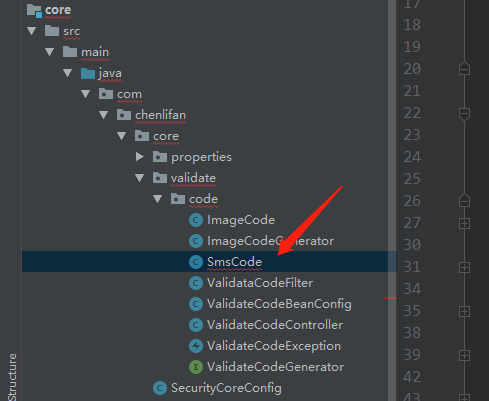 core
src
main
java
com
chenlifan
core
properties
validate
code
ImageCode
ImageCodeGenerator
SmsCode
ValidataCodeFilter
ValidateCodeBeanConfig
ValidateCodeController
ValidateCodeException
ValidateCodeGenerator
SecurityCoreConfig
Structure
17
18
19
20
21
22
23
24
25
26
27
30
31
34
35
38
39
42
43